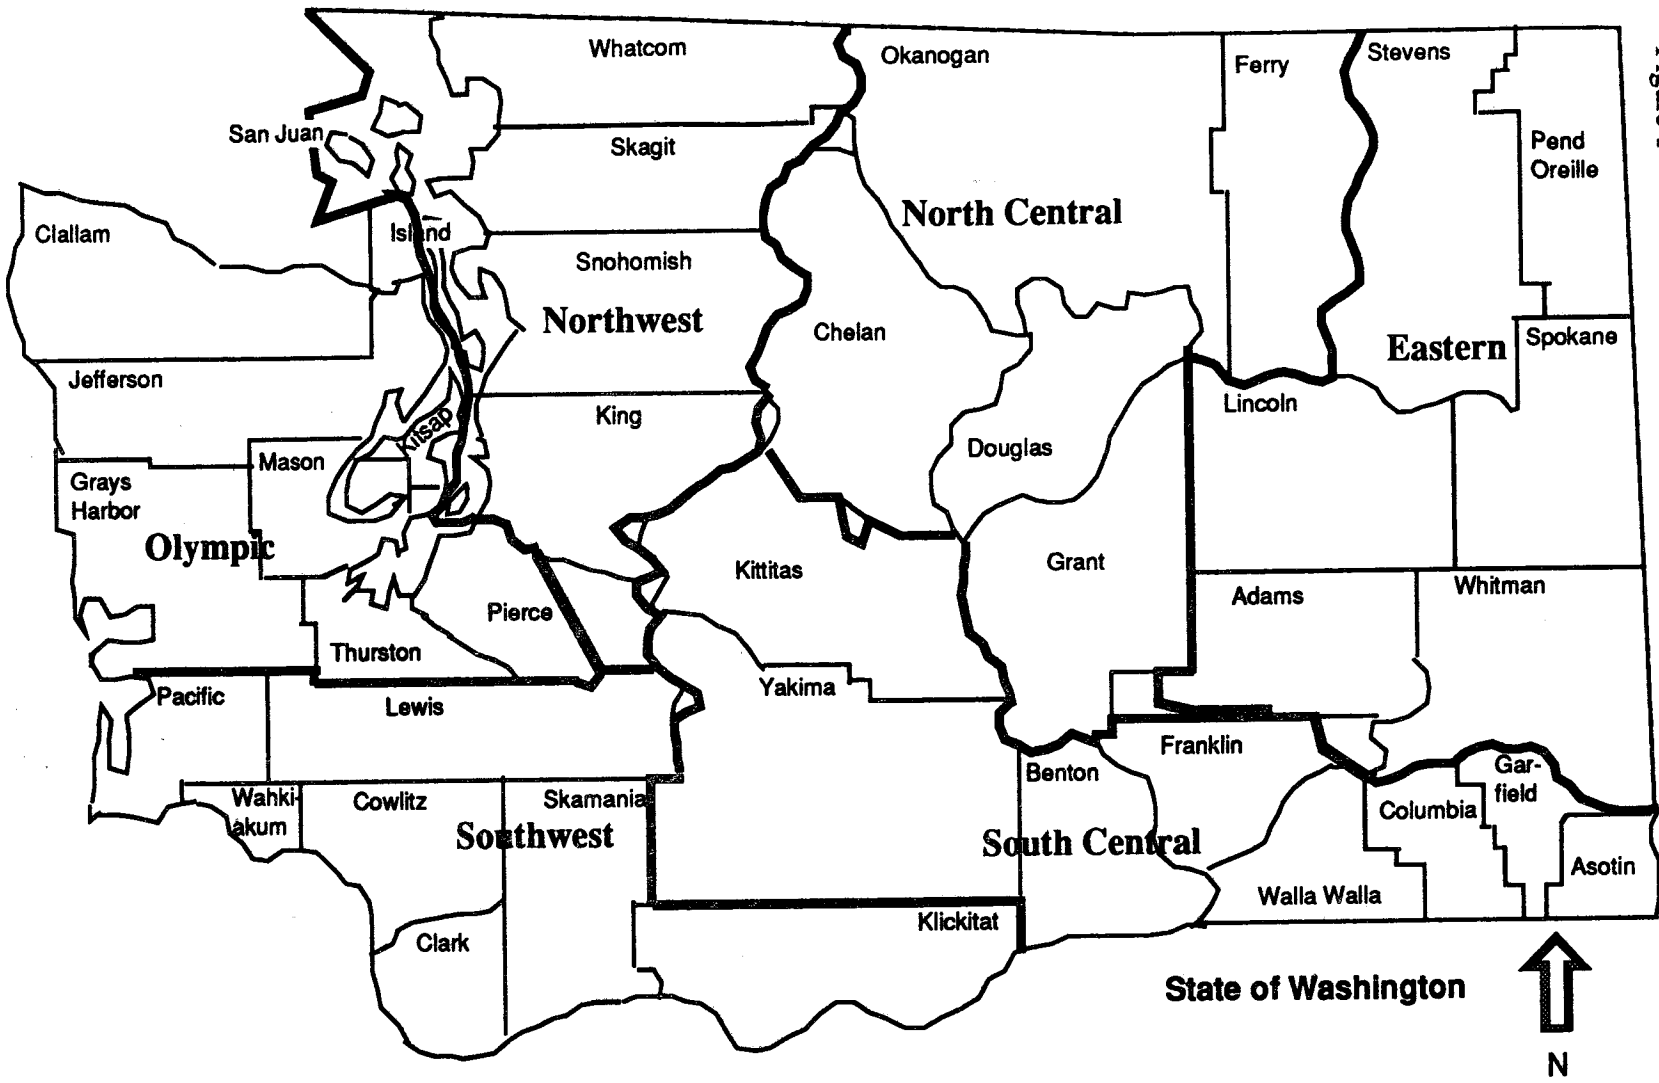 Whatcom
Okanogan
Ferry
Stevens
San Juan
Skagit
Pend
Oreille
North Central
Clallam
Island
Snohomish
Northwest
Chelan
Eastern
Spokane
Jefferson
King
Kitsap
Lincoln
Douglas
Mason
Grays
Harbor
Olympic
Kittitas
Grant
Adams
Whitman
Pierce
Thurston
Yakima
Pacific
Lewis
Franklin
Benton
Gar-
field
Wahki-
akum
Cowlitz
Skamania
Columbia
Southwest
South Central
Asotin
Walla Walla
Klickitat
Clark
State of Washington
N